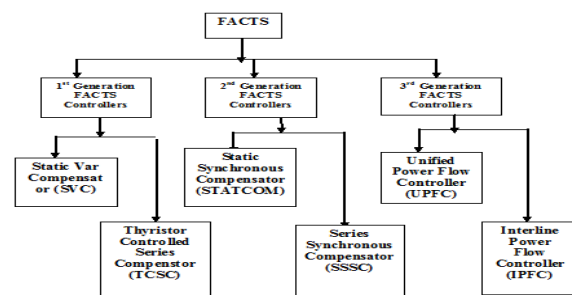 FACTS
1st Generation
FACTS
Controllers
2nd Generation
FACTS
Controllers
3rd Generation
FACTS
Controllers
Static Var
Compensat
or (SVC)
Static
Synchronous
Compensator
(STATCOM)
Unified
Power Flow
Controller
(UPFC)
Thyristor
Controlled
Series
Compenstor
(TCSC)
Series
Synchronous
Compensator
(SSSC)
Interline
Power
Flow
Controller
(IPFC)